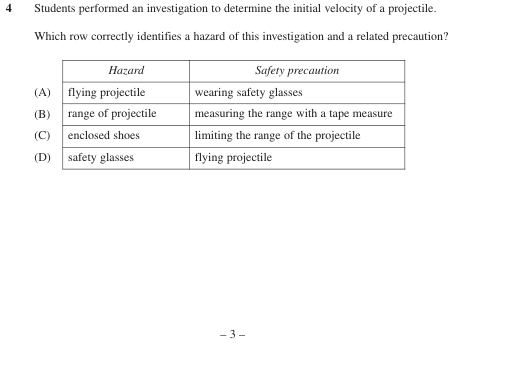 4 Students performed an investigation to determine the initial velocity of a projectile.
Which row correctly identifies a hazard of this investigation and a related precaution?
Hazard Safety precaution
(A) flying projectile wearing safety glasses
(B) range of projectile measuring the range with a tape measure
(C) enclosed shoes limiting the range of the projectile
(D) safety glasses flying projectile
– 3 –